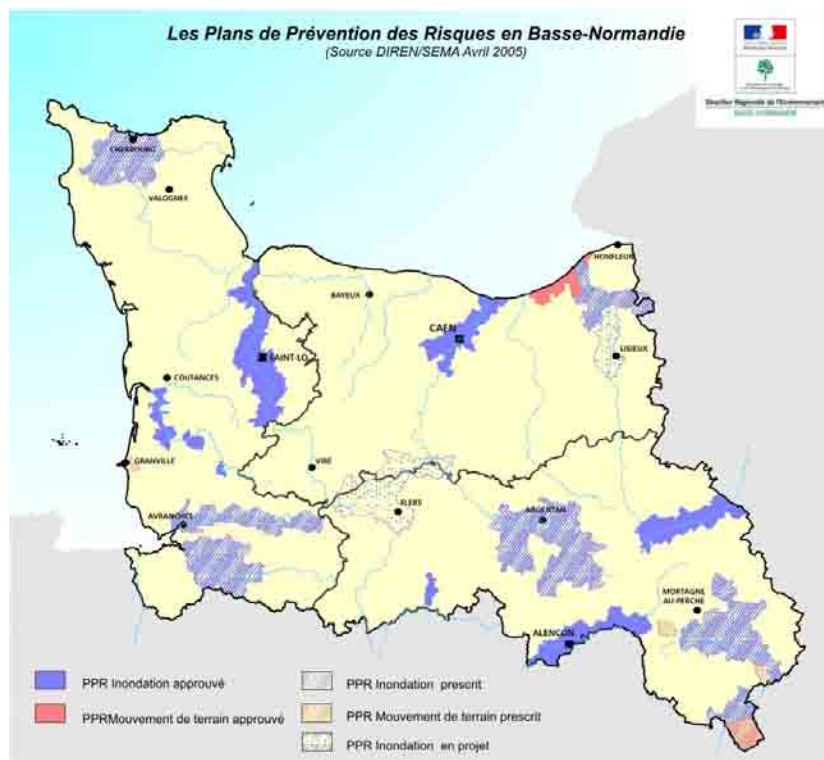 Les Plans de Prévention des Risques en Basse-Normandie
(Source DIREN/SEMA Avril 2005)
Direction Régionale de l'Environnement
BASSE-NORMANDIE
CHERBOURG
VALOGNES
HONFLEUR
BAYEUX
CAEN
SAINT-LO
LISIEUX
COUTANCES
GRANVILLE
VIRE
AVRANCHES
FLERS
ARGENTAN
MORTAGNE
AU-PERCHE
ALENCON
PPR Inondation approuvé
PPRMouvement de terrain approuvé
PPR Inondation prescrit
PPR Mouvement de terrain prescrit
PPR Inondation en projet